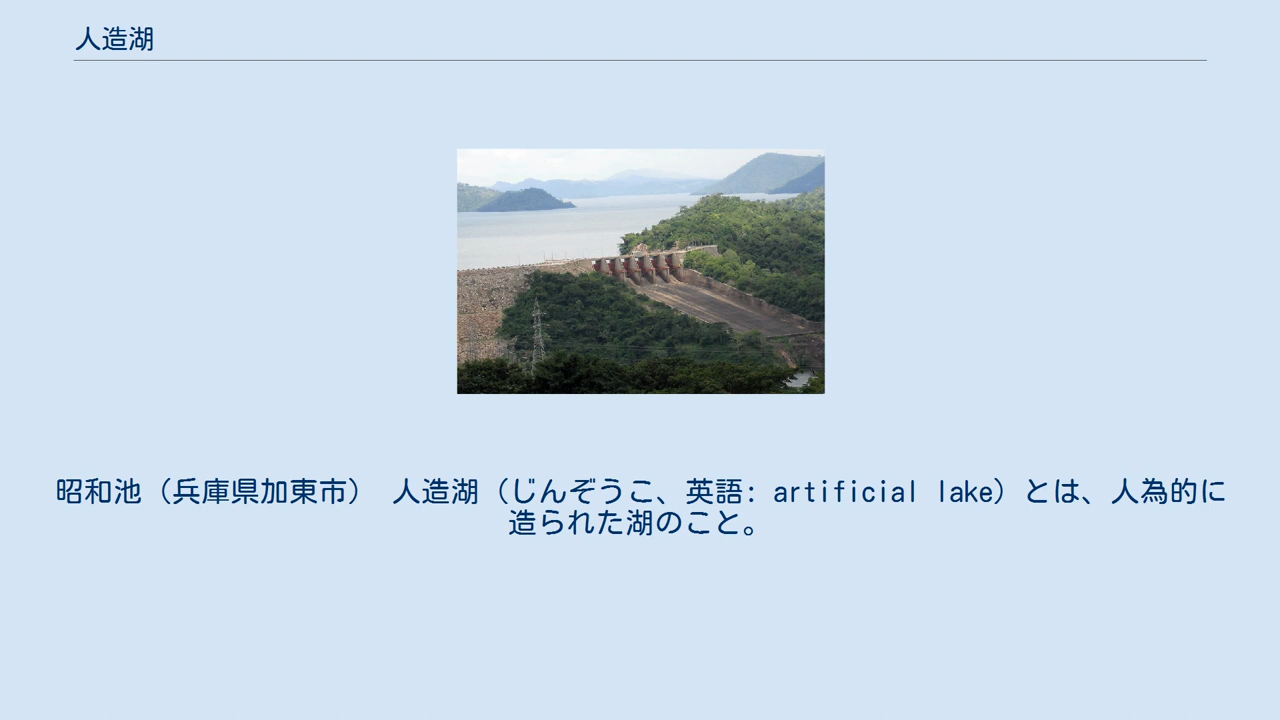 人造湖
昭和池（兵庫県加東市） 人造湖（じんぞうこ、英語: artificial lake）とは、人為的に
造られた湖のこと。